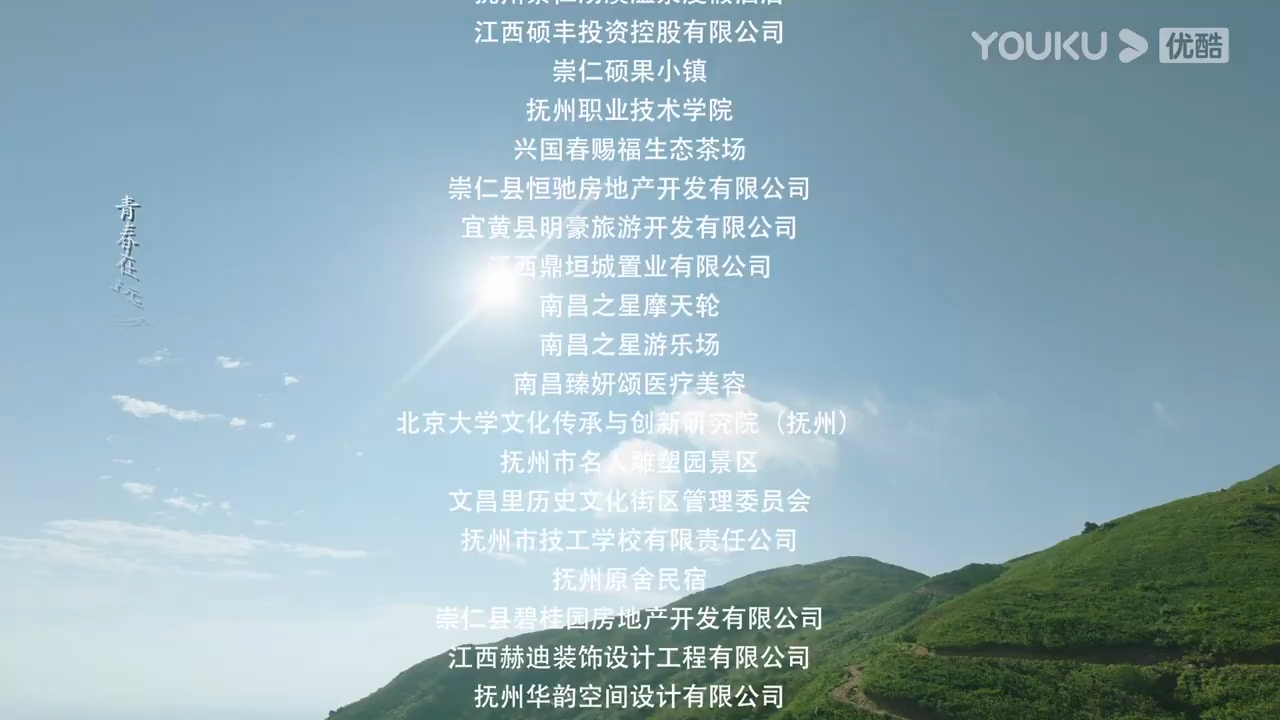 江西硕丰投资控股有限公司
崇仁硕果小镇
抚州职业技术学院
兴国春赐福生态茶场
崇仁县恒驰房地产开发有限公司
宜黄县明豪旅游开发有限公司
江西鼎垣城置业有限公司
南昌之星摩天轮
南昌之星游乐场
南昌臻妍颂医疗美容
北京大学文化传承与创新研究院（抚州）
抚州市名人雕塑园景区
文昌里历史文化街区管理委员会
抚州市技工学校有限责任公司
抚州原舍民宿
崇仁县碧桂园房地产开发有限公司
江西赫迪装饰设计工程有限公司
抚州华韵空间设计有限公司
YOUKU 优酷
青春在